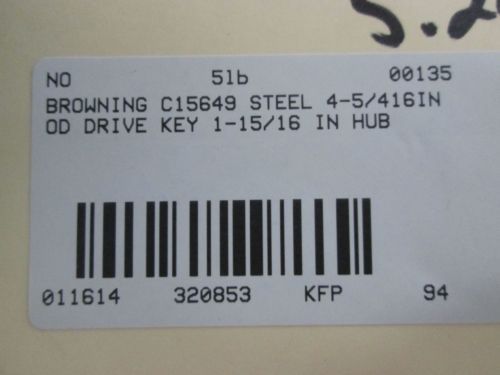 NO 5lb 00135
BROWNING C15649 STEEL 4-5/416IN
OD DRIVE KEY 1-15/16 IN HUB
011614 320853 KFP 94